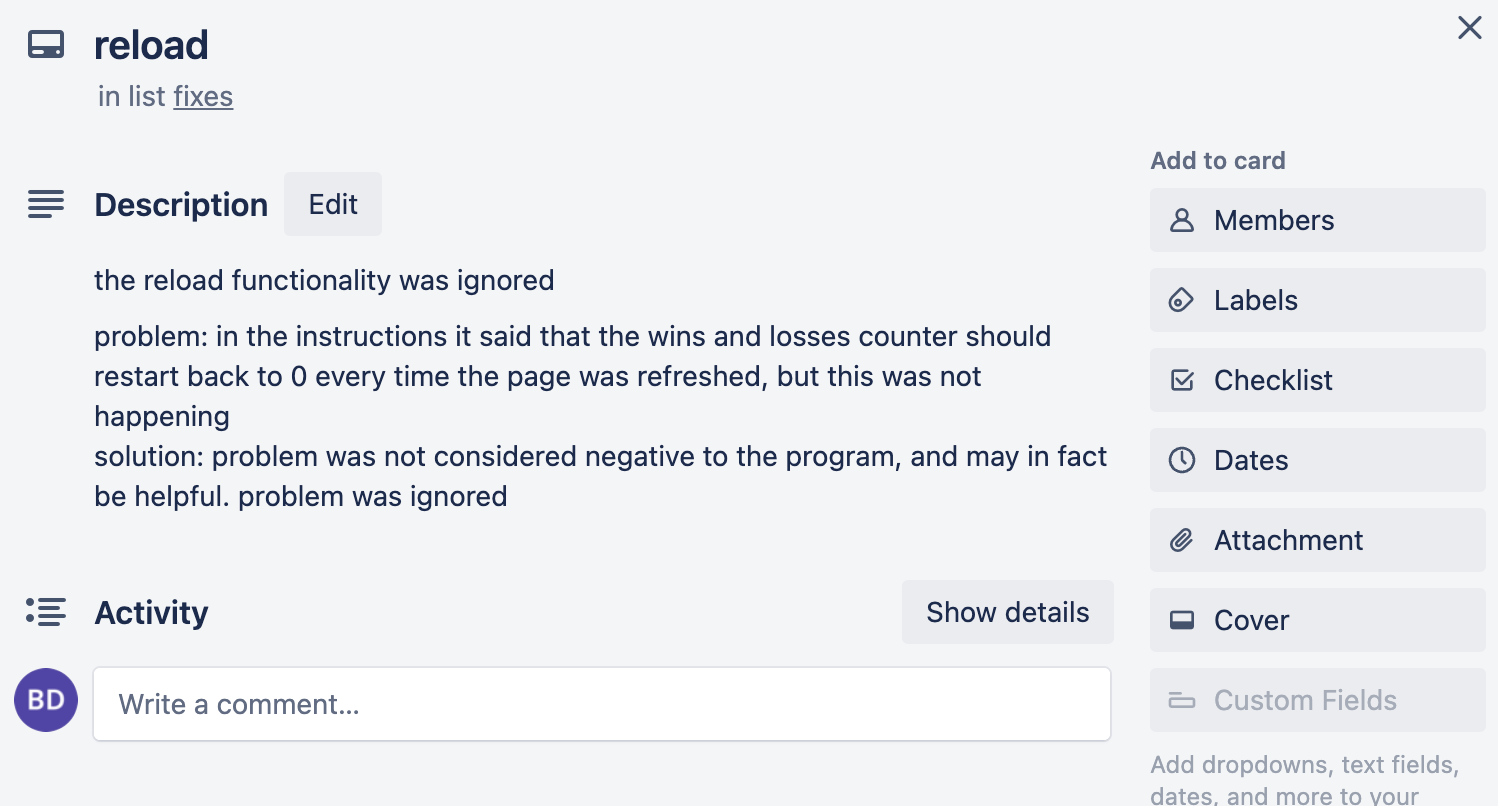 reload
in list fixes
Description
Edit
the reload functionality was ignored
problem: in the instructions it said that the wins and losses counter should
restart back to 0 every time the page was refreshed, but this was not
happening
solution: problem was not considered negative to the program, and may in fact
be helpful. problem was ignored
Activity
Show details
BD
Write a comment...
Add to card
Members
Labels
Checklist
Dates
Attachment
Cover
Custom Fields
Add dropdowns, text fields,
dates, and more to your